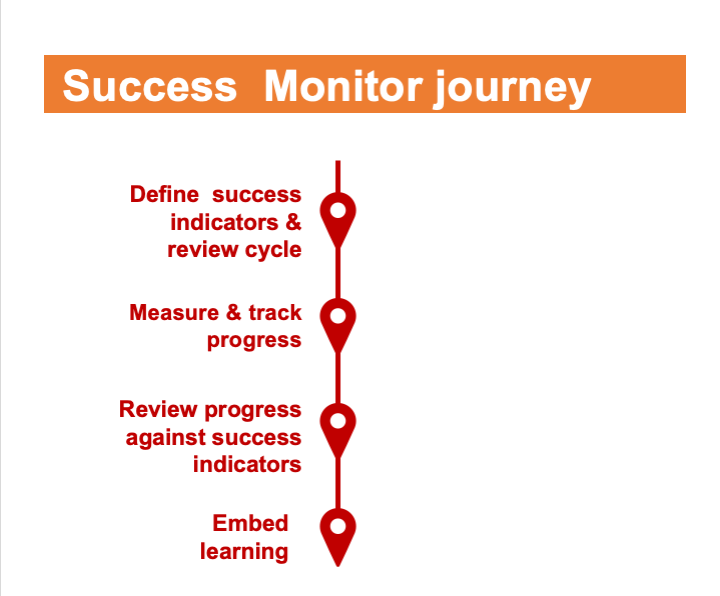 Success  Monitor journey
Define  success
indicators &
review cycle
Measure & track
progress
Review progress
against success
indicators
Embed
learning